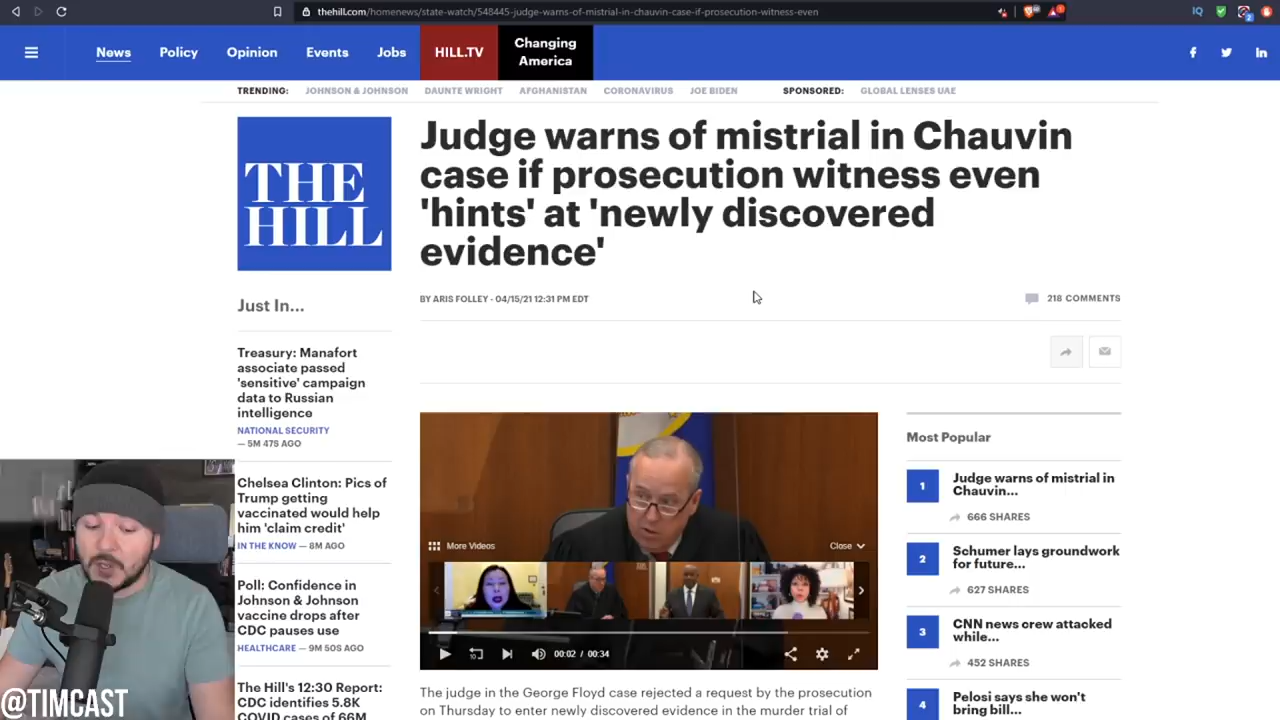 thehill.com/homenews/state-watch/548445-judge-warns-of-mistrial-in-chauvin-case-if-prosecution-witness-even
News Policy Opinion Events Jobs HILL.TV Changing
America
TRENDING: JOHNSON & JOHNSON DAUNTE WRIGHT AFGHANISTAN CORONAVIRUS JOE BIDEN SPONSORED: GLOBAL LENSES UAE
THE
HILL
Judge warns of mistrial in Chauvin
case if prosecution witness even
'hints' at 'newly discovered
evidence'
BY ARIS FOLLEY - 04/15/21 12:31 PM EDT
218 COMMENTS
Just In...
Treasury: Manafort
associate passed
'sensitive' campaign
data to Russian
intelligence
NATIONAL SECURITY
— 5M 47S AGO
Chelsea Clinton: Pics of
Trump getting
vaccinated would help
him 'claim credit'
IN THE KNOW — 8M AGO
Poll: Confidence in
Johnson & Johnson
vaccine drops after
CDC pauses use
HEALTHCARE — 9M 50S AGO
The Hill's 12:30 Report:
CDC identifies 5.8K
COVID cases of 66M
More Videos
Close
10
00:02 / 00:34
The judge in the George Floyd case rejected a request by the prosecution
on Thursday to enter newly discovered evidence in the murder trial of
Most Popular
1
Judge warns of mistrial in
Chauvin...
666 SHARES
2
Schumer lays groundwork
for future...
627 SHARES
3
CNN news crew attacked
while...
452 SHARES
4
Pelosi says she won't
bring bill...
@TIMCAST